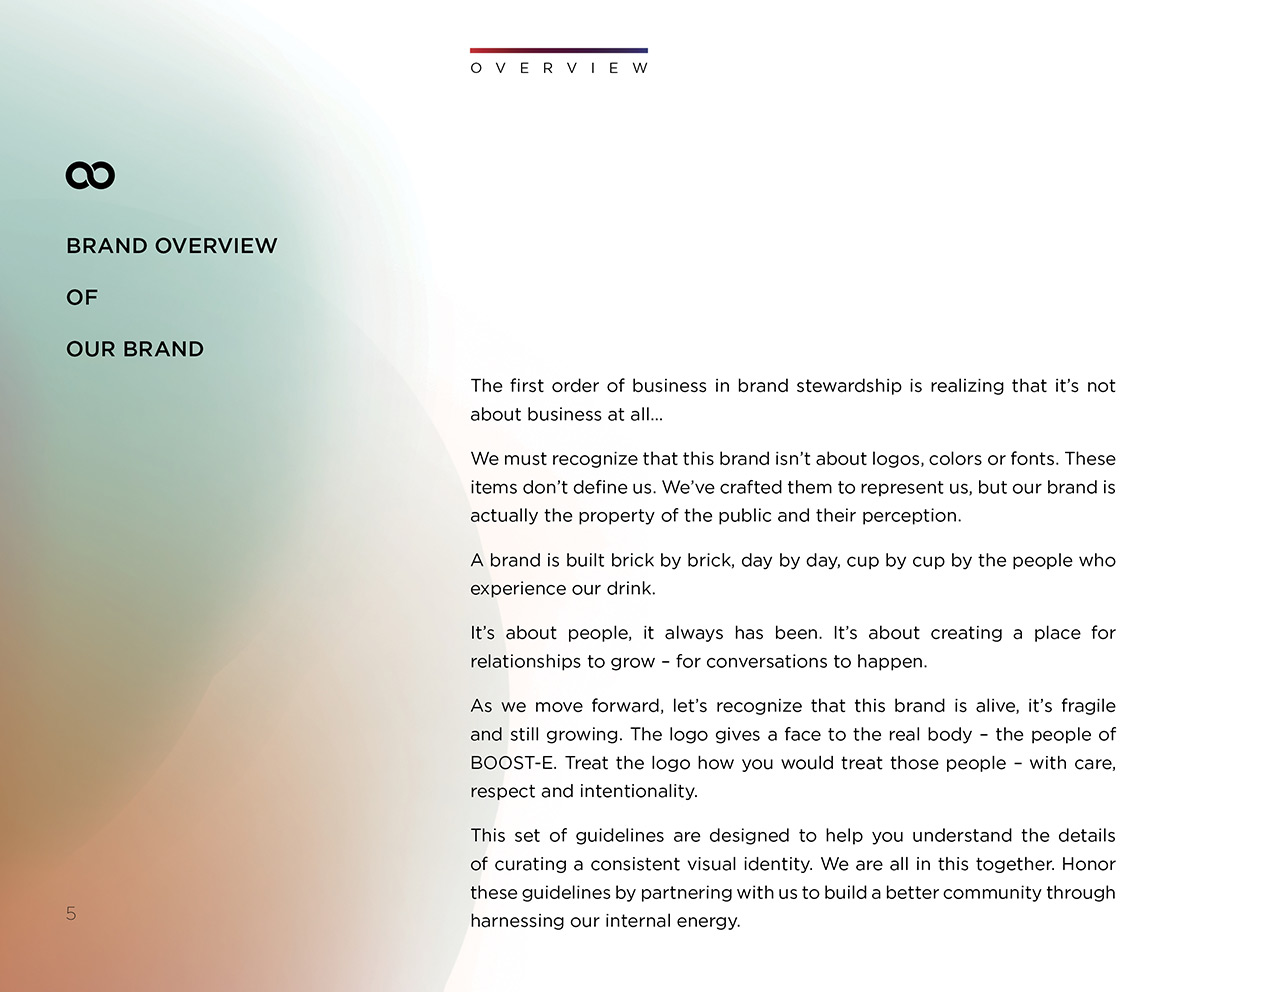 OVERVIEW
BRAND OVERVIEW
OF
OUR BRAND
The first order of business in brand stewardship is realizing that it’s not
about business at all...
We must recognize that this brand isn’t about logos, colors or fonts. These
items don’t define us. We’ve crafted them to represent us, but our brand is
actually the property of the public and their perception.
A brand is built brick by brick, day by day, cup by cup by the people who
experience our drink.
It’s about people, it always has been. It’s about creating a place for
relationships to grow – for conversations to happen.
As we move forward, let’s recognize that this brand is alive, it’s fragile
and still growing. The logo gives a face to the real body – the people of
BOOST-E. Treat the logo how you would treat those people – with care,
respect and intentionality.
This set of guidelines are designed to help you understand the details
of curating a consistent visual identity. We are all in this together. Honor
these guidelines by partnering with us to build a better community through
harnessing our internal energy.
5